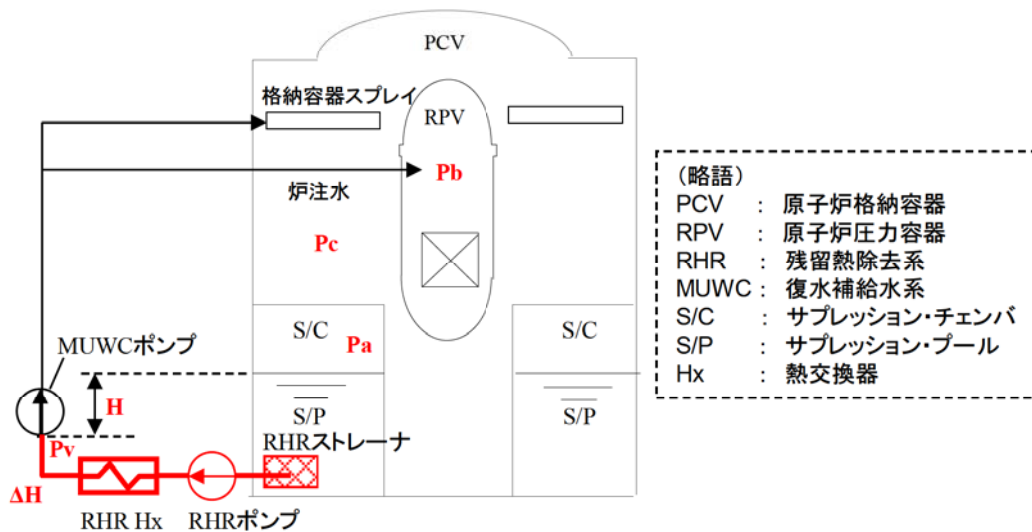 PCV
格納容器スプレイ
RPV
Pb
炉注水
Pc
S/C
Pa
S/C
MUWCポンプ
H
S/P
S/P
Pv
RHRストレーナ
ΔH
RHR Hx
RHRポンプ
(略語)
PCV : 原子炉格納容器
RPV : 原子炉圧力容器
RHR : 残留熱除去系
MUWC : 復水補給水系
S/C : サプレッション・チェンバ
S/P : サプレッション・プール
Hx : 熱交換器